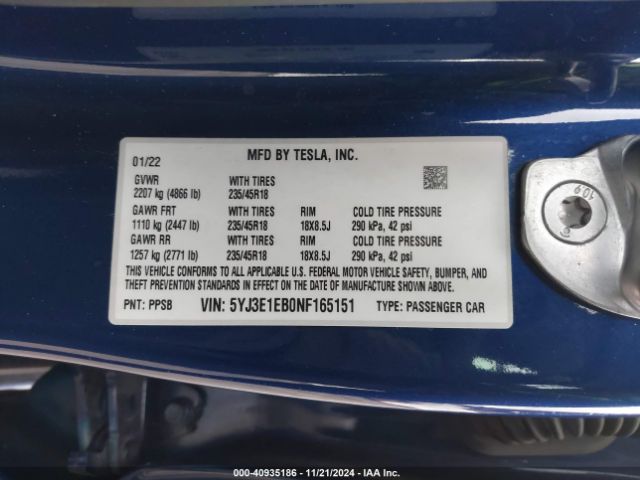 MFD BY TESLA, INC.
01/22
GVWR WITH TIRES
2207 kg (4866 lb) 235/45R18
GAWR FRT WITH TIRES RIM COLD TIRE PRESSURE
1110 kg (2447 lb) 235/45R18 18X8.5J 290 kPa, 42 psi
GAWR RR WITH TIRES RIM COLD TIRE PRESSURE
1257 kg (2771 lb) 235/45R18 18X8.5J 290 kPa, 42 psi
THIS VEHICLE CONFORMS TO ALL APPLICABLE U.S. FEDERAL MOTOR VEHICLE SAFETY, BUMPER, AND
THEFT PREVENTION STANDARDS IN EFFECT ON THE DATE OF MANUFACTURE SHOWN ABOVE.
PNT: PPSB VIN: 5YJ3E1EB0NF165151 TYPE: PASSENGER CAR
10.9
000-40935186 - 11/21/2024 - IAA Inc.